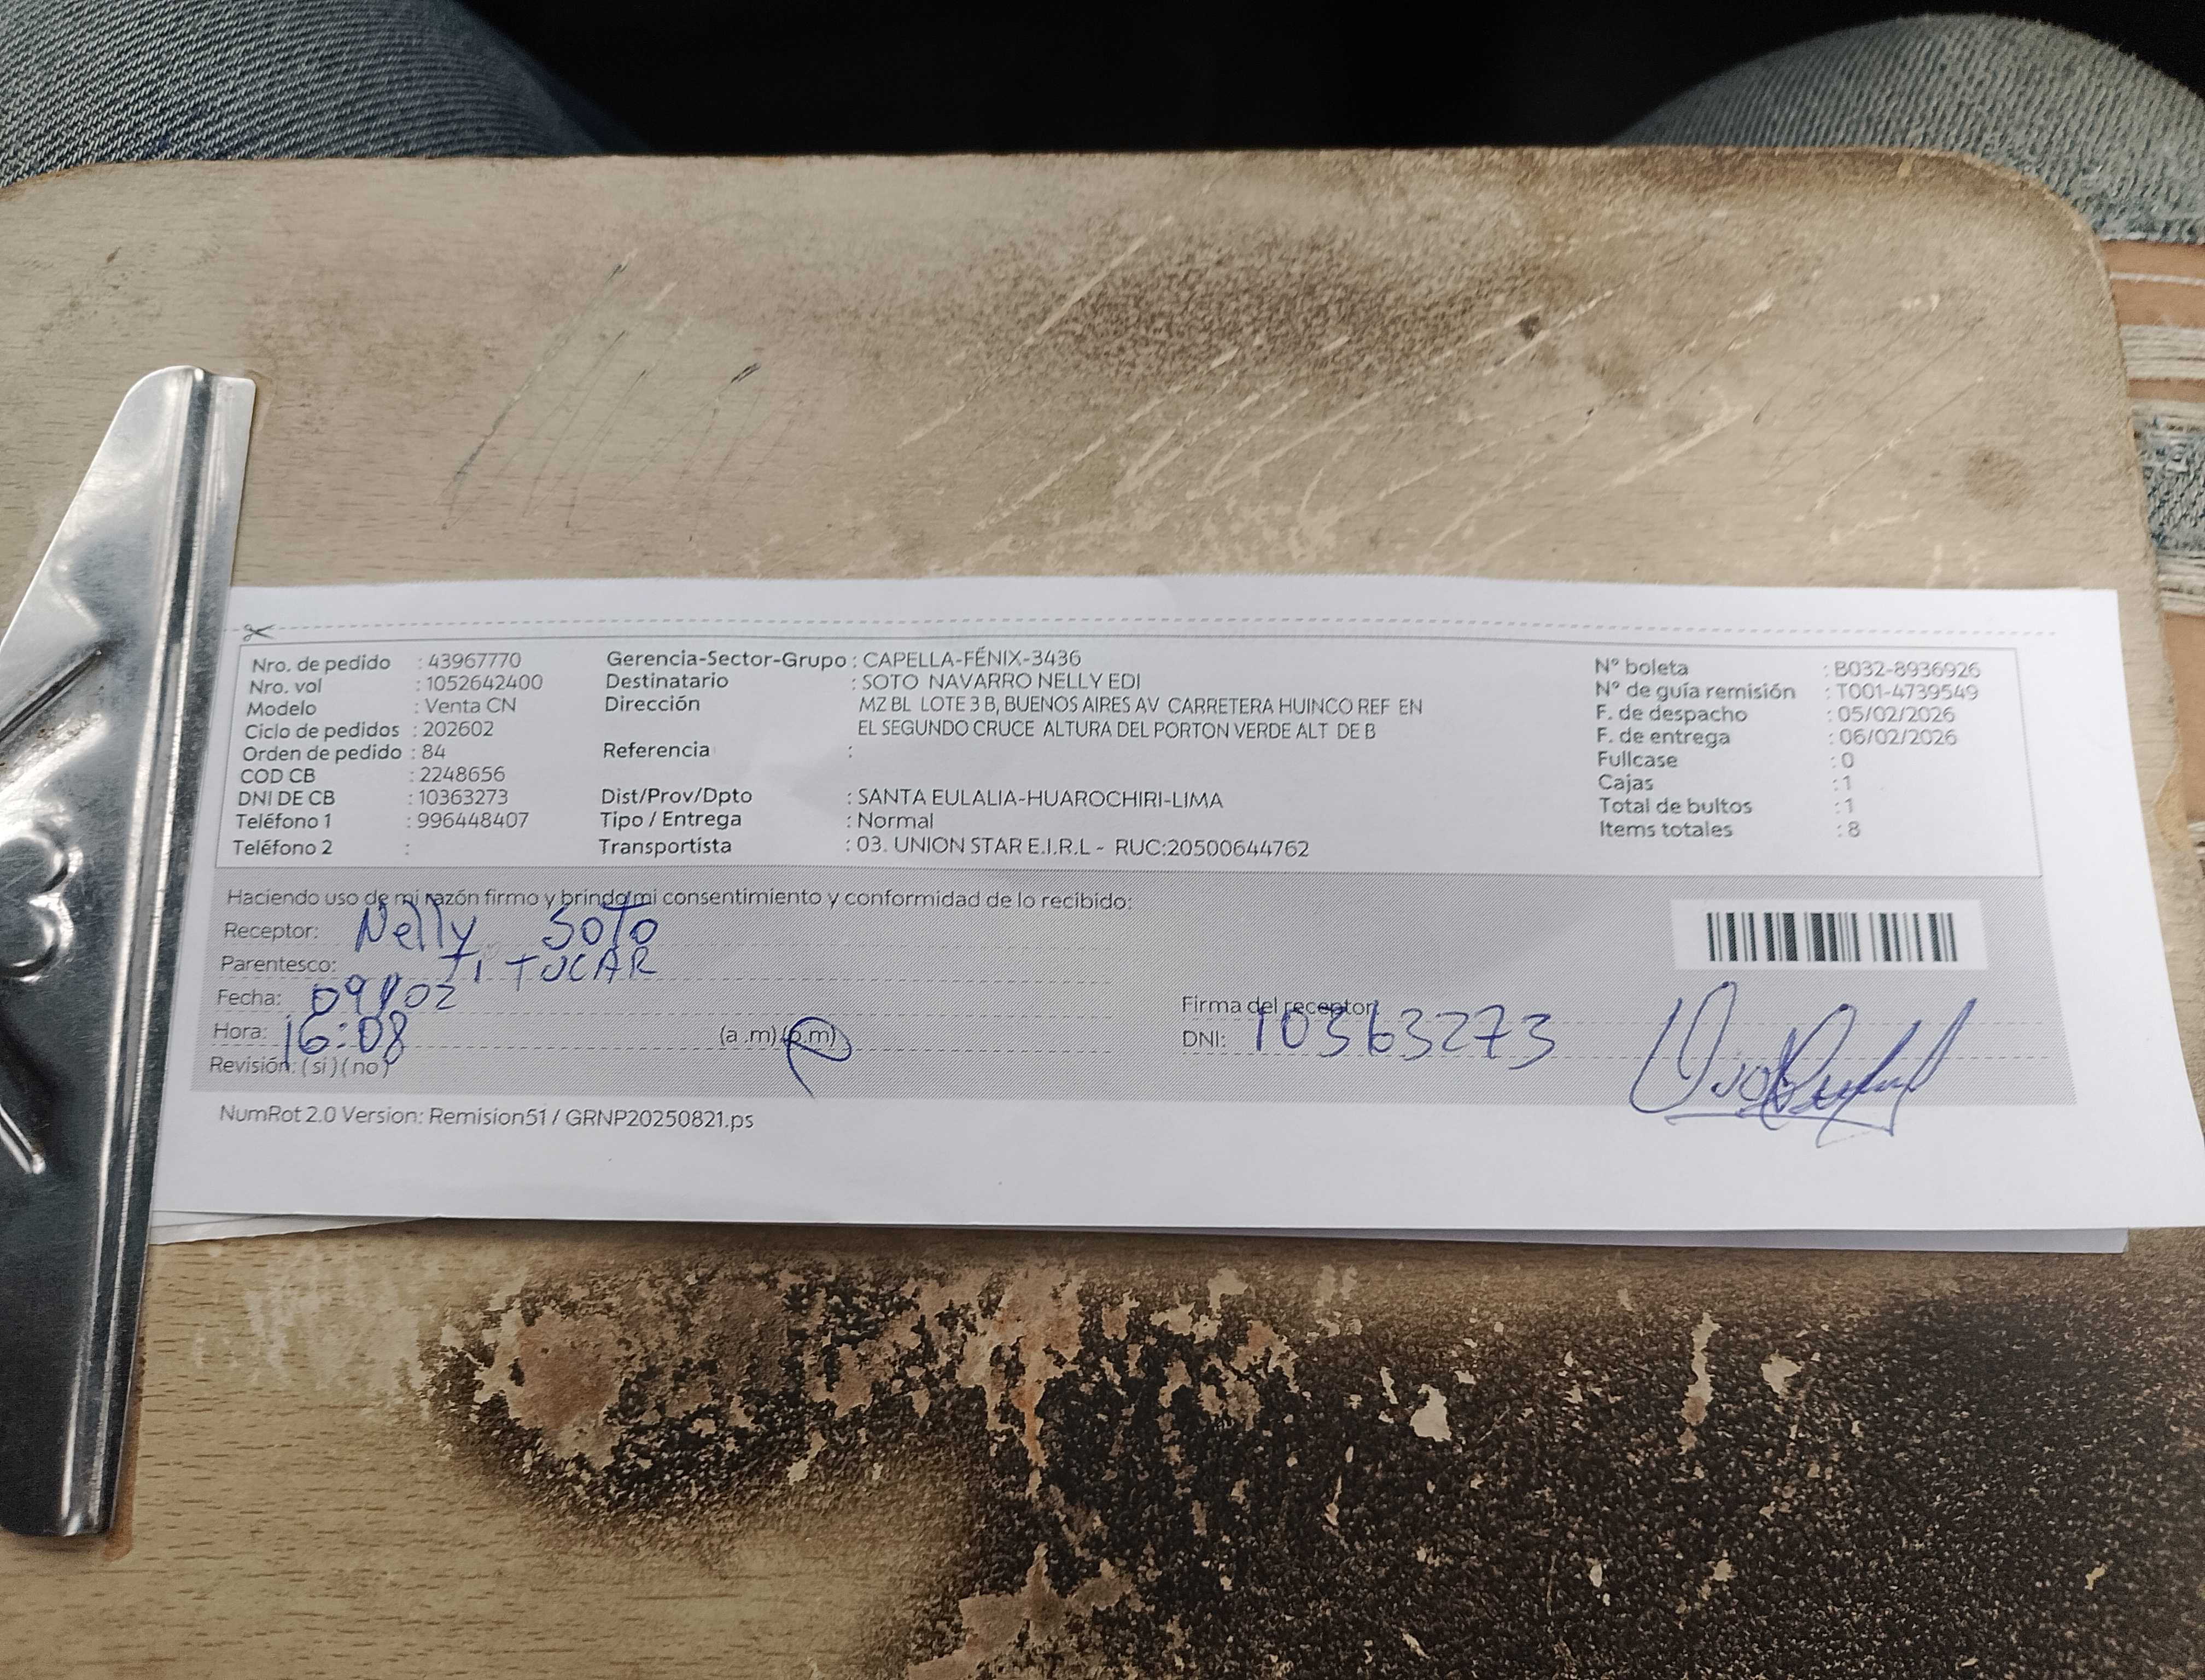 Nro. de pedido : 43967770
Nro. vol : 1052642400
Modelo : Venta CN
Ciclo de pedidos : 202602
Orden de pedido : 84
COD CB : 2248656
DNI DE CB : 10363273
Teléfono 1 : 996448407
Teléfono 2 :
Gerencia-Sector-Grupo : CAPELLA-FÉNIX-3436
Destinatario : SOTO NAVARRO NELLY EDI
Dirección MZ BL LOTE 3 B, BUENOS AIRES AV CARRETERA HUINCO REF EN
EL SEGUNDO CRUCE ALTURA DEL PORTON VERDE ALT DE B
Referencia :
Dist/Prov/Dpto : SANTA EULALIA-HUAROCHIRI-LIMA
Tipo / Entrega : Normal
Transportista : 03. UNION STAR E.I.R.L - RUC:20500644762
N° boleta : B032-8936926
N° de guía remisión : T001-4739549
F. de despacho : 05/02/2026
F. de entrega : 06/02/2026
Fullcase : 0
Cajas : 1
Total de bultos : 1
Items totales : 8
Haciendo uso de mi razón firmo y brindo mi consentimiento y conformidad de lo recibido:
Receptor: Nelly SOTO
Parentesco: TITUCAR
Fecha: 09/02
Hora: 16:08 (a .m) (p.m)
Revisión: (si) (no)
Firma del receptor
DNI: 10363273
NumRot 2.0 Version: Remision51 / GRNP20250821.ps